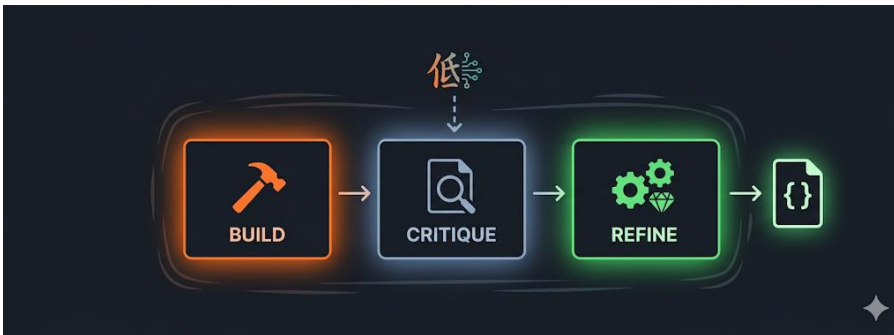 低
BUILD
CRITIQUE
REFINE
{}